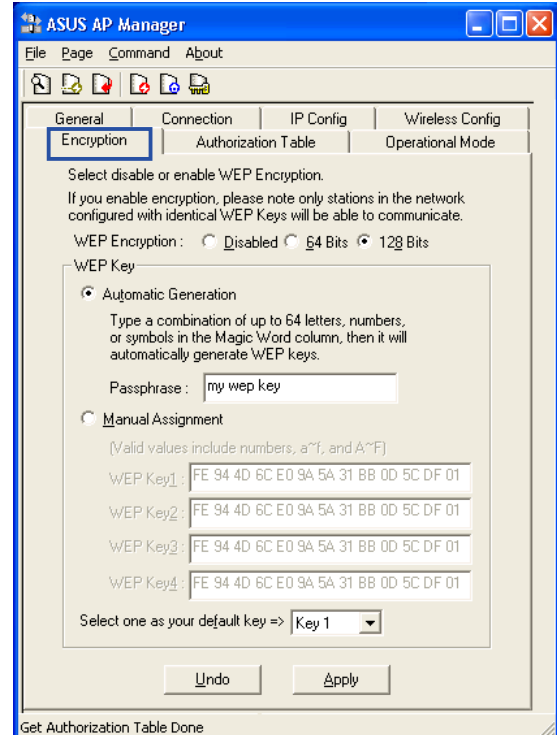 ASUS AP Manager
File Page Command About
General Connection IP Config Wireless Config
Encryption Authorization Table Operational Mode
Select disable or enable WEP Encryption.
If you enable encryption, please note only stations in the network
configured with identical WEP Keys will be able to communicate.
WEP Encryption : Disabled 64 Bits 128 Bits
WEP Key
Automatic Generation
Type a combination of up to 64 letters, numbers,
or symbols in the Magic Word column, then it will
automatically generate WEP keys.
Passphrase : my wep key
Manual Assignment
(Valid values include numbers, a~f, and A~F)
WEP Key1 : FE 94 4D 6C E0 9A 5A 31 BB 0D 5C DF 01
WEP Key2 : FE 94 4D 6C E0 9A 5A 31 BB 0D 5C DF 01
WEP Key3 : FE 94 4D 6C E0 9A 5A 31 BB 0D 5C DF 01
WEP Key4 : FE 94 4D 6C E0 9A 5A 31 BB 0D 5C DF 01
Select one as your default key => Key 1
Undo Apply
Get Authorization Table Done